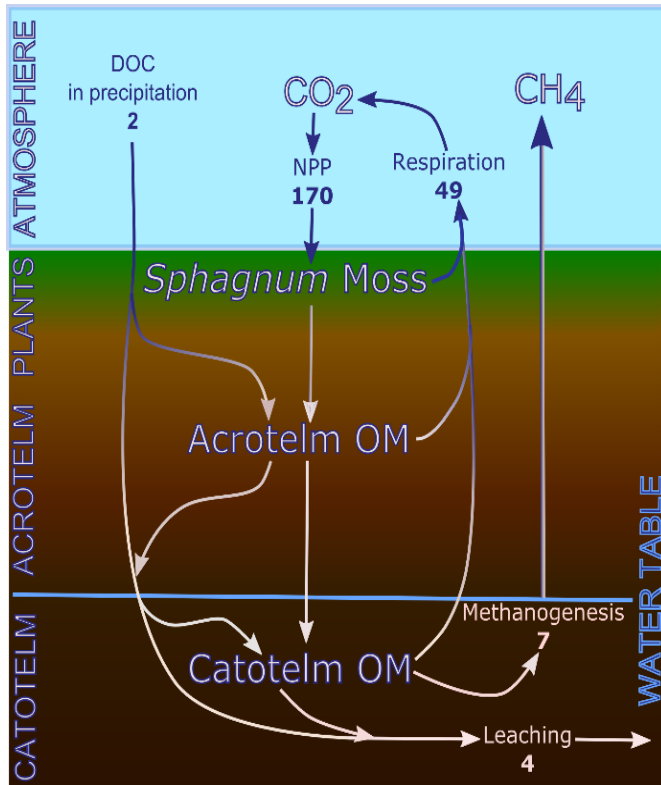 ATMOSPHERE
DOC
in precipitation
2
CO2
NPP
170
Respiration
49
CH4
PLANTS
Sphagnum Moss
ACROTELM
Acrotelm OM
WATER TABLE
CATOTELM
Methanogenesis
7
Catotelm OM
Leaching
4